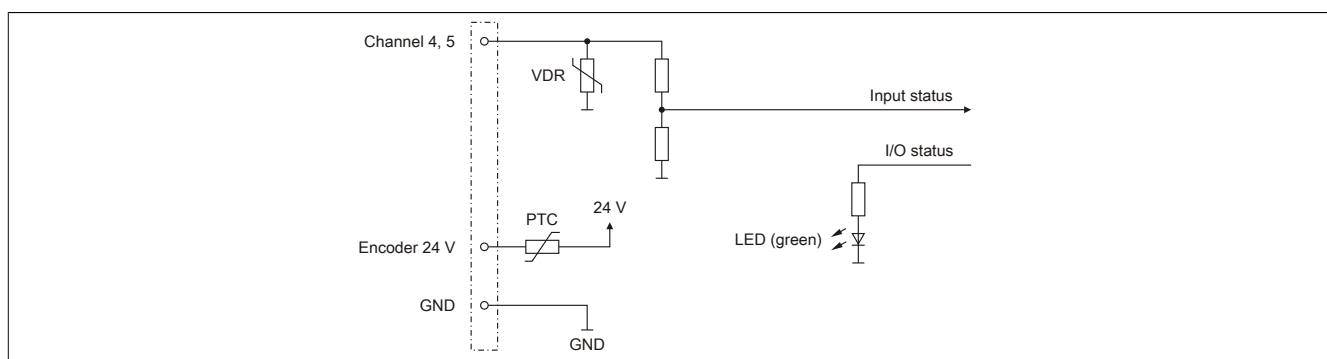 Channel 4, 5
VDR
Input status
I/O status
PTC
24 V
Encoder 24 V
LED (green)
GND
GND